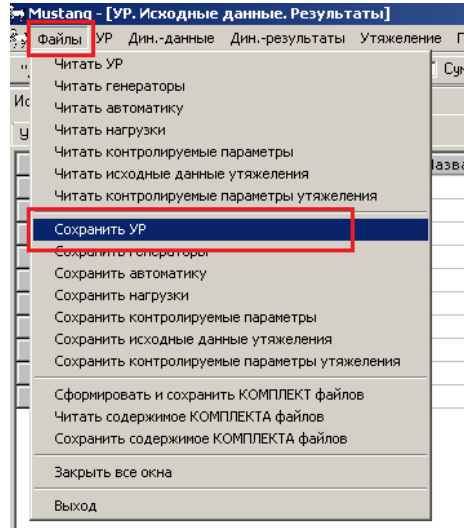 Mustang - [УР. Исходные данные. Результаты]
Файлы УР Дин.-данные Дин.-результаты Утяжеление
Читать УР
Читать генераторы
Читать автоматику
Читать нагрузки
Читать контролируемые параметры
Читать исходные данные утяжеления
Читать контролируемые параметры утяжеления
Сохранить УР
Сохранить генераторы
Сохранить автоматику
Сохранить нагрузки
Сохранить контролируемые параметры
Сохранить исходные данные утяжеления
Сохранить контролируемые параметры утяжеления
Сформировать и сохранить КОМПЛЕКТ файлов
Читать содержимое КОМПЛЕКТА файлов
Сохранить содержимое КОМПЛЕКТА файлов
Закрыть все окна
Выход